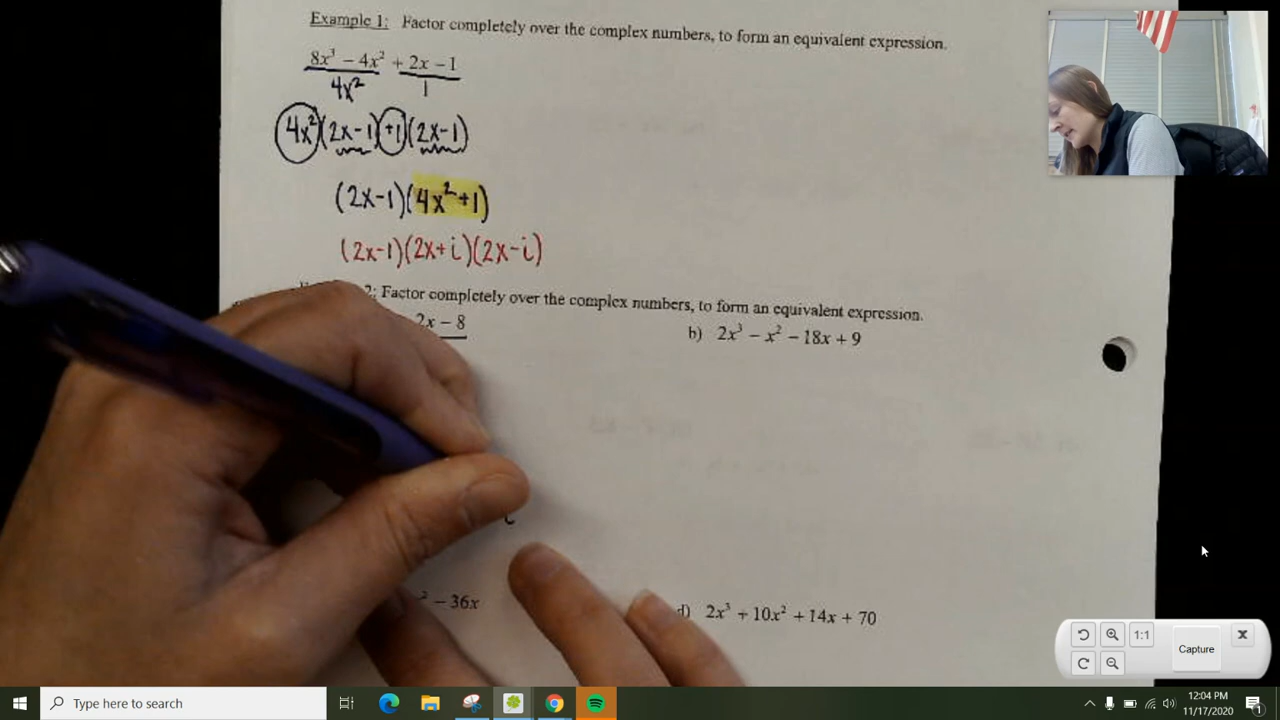 Example 1: Factor completely over the complex numbers, to form an equivalent expression.
8x³ − 4x² + 2x − 1
4x² 1
4x²(2x-1)+1(2x-1)
(2x-1)(4x²+1)
(2x-1)(2x+i)(2x-i)
2: Factor completely over the complex numbers, to form an equivalent expression.
2x − 8
b) 2x³ − x² − 18x + 9
² − 36x
d) 2x³ + 10x² + 14x + 70
1:1
Capture
Type here to search
12:04 PM
11/17/2020